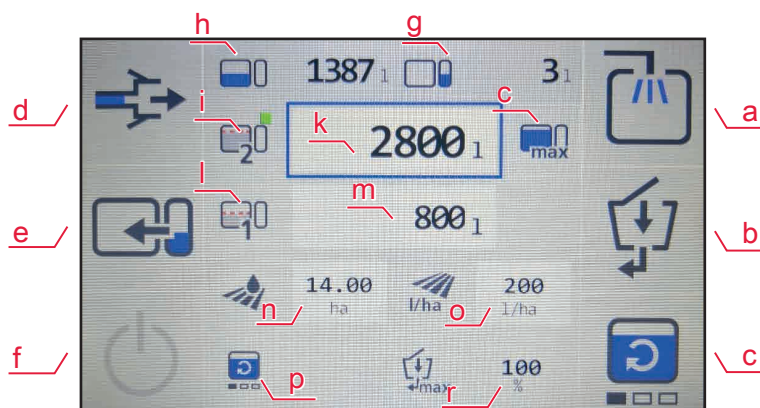 h g
1387 l 3 l
d i k 2800 l c max a
2
l m 800 l
1
e b
14.00 200
n ha l/ha o l/ha
f p max r 100 % c